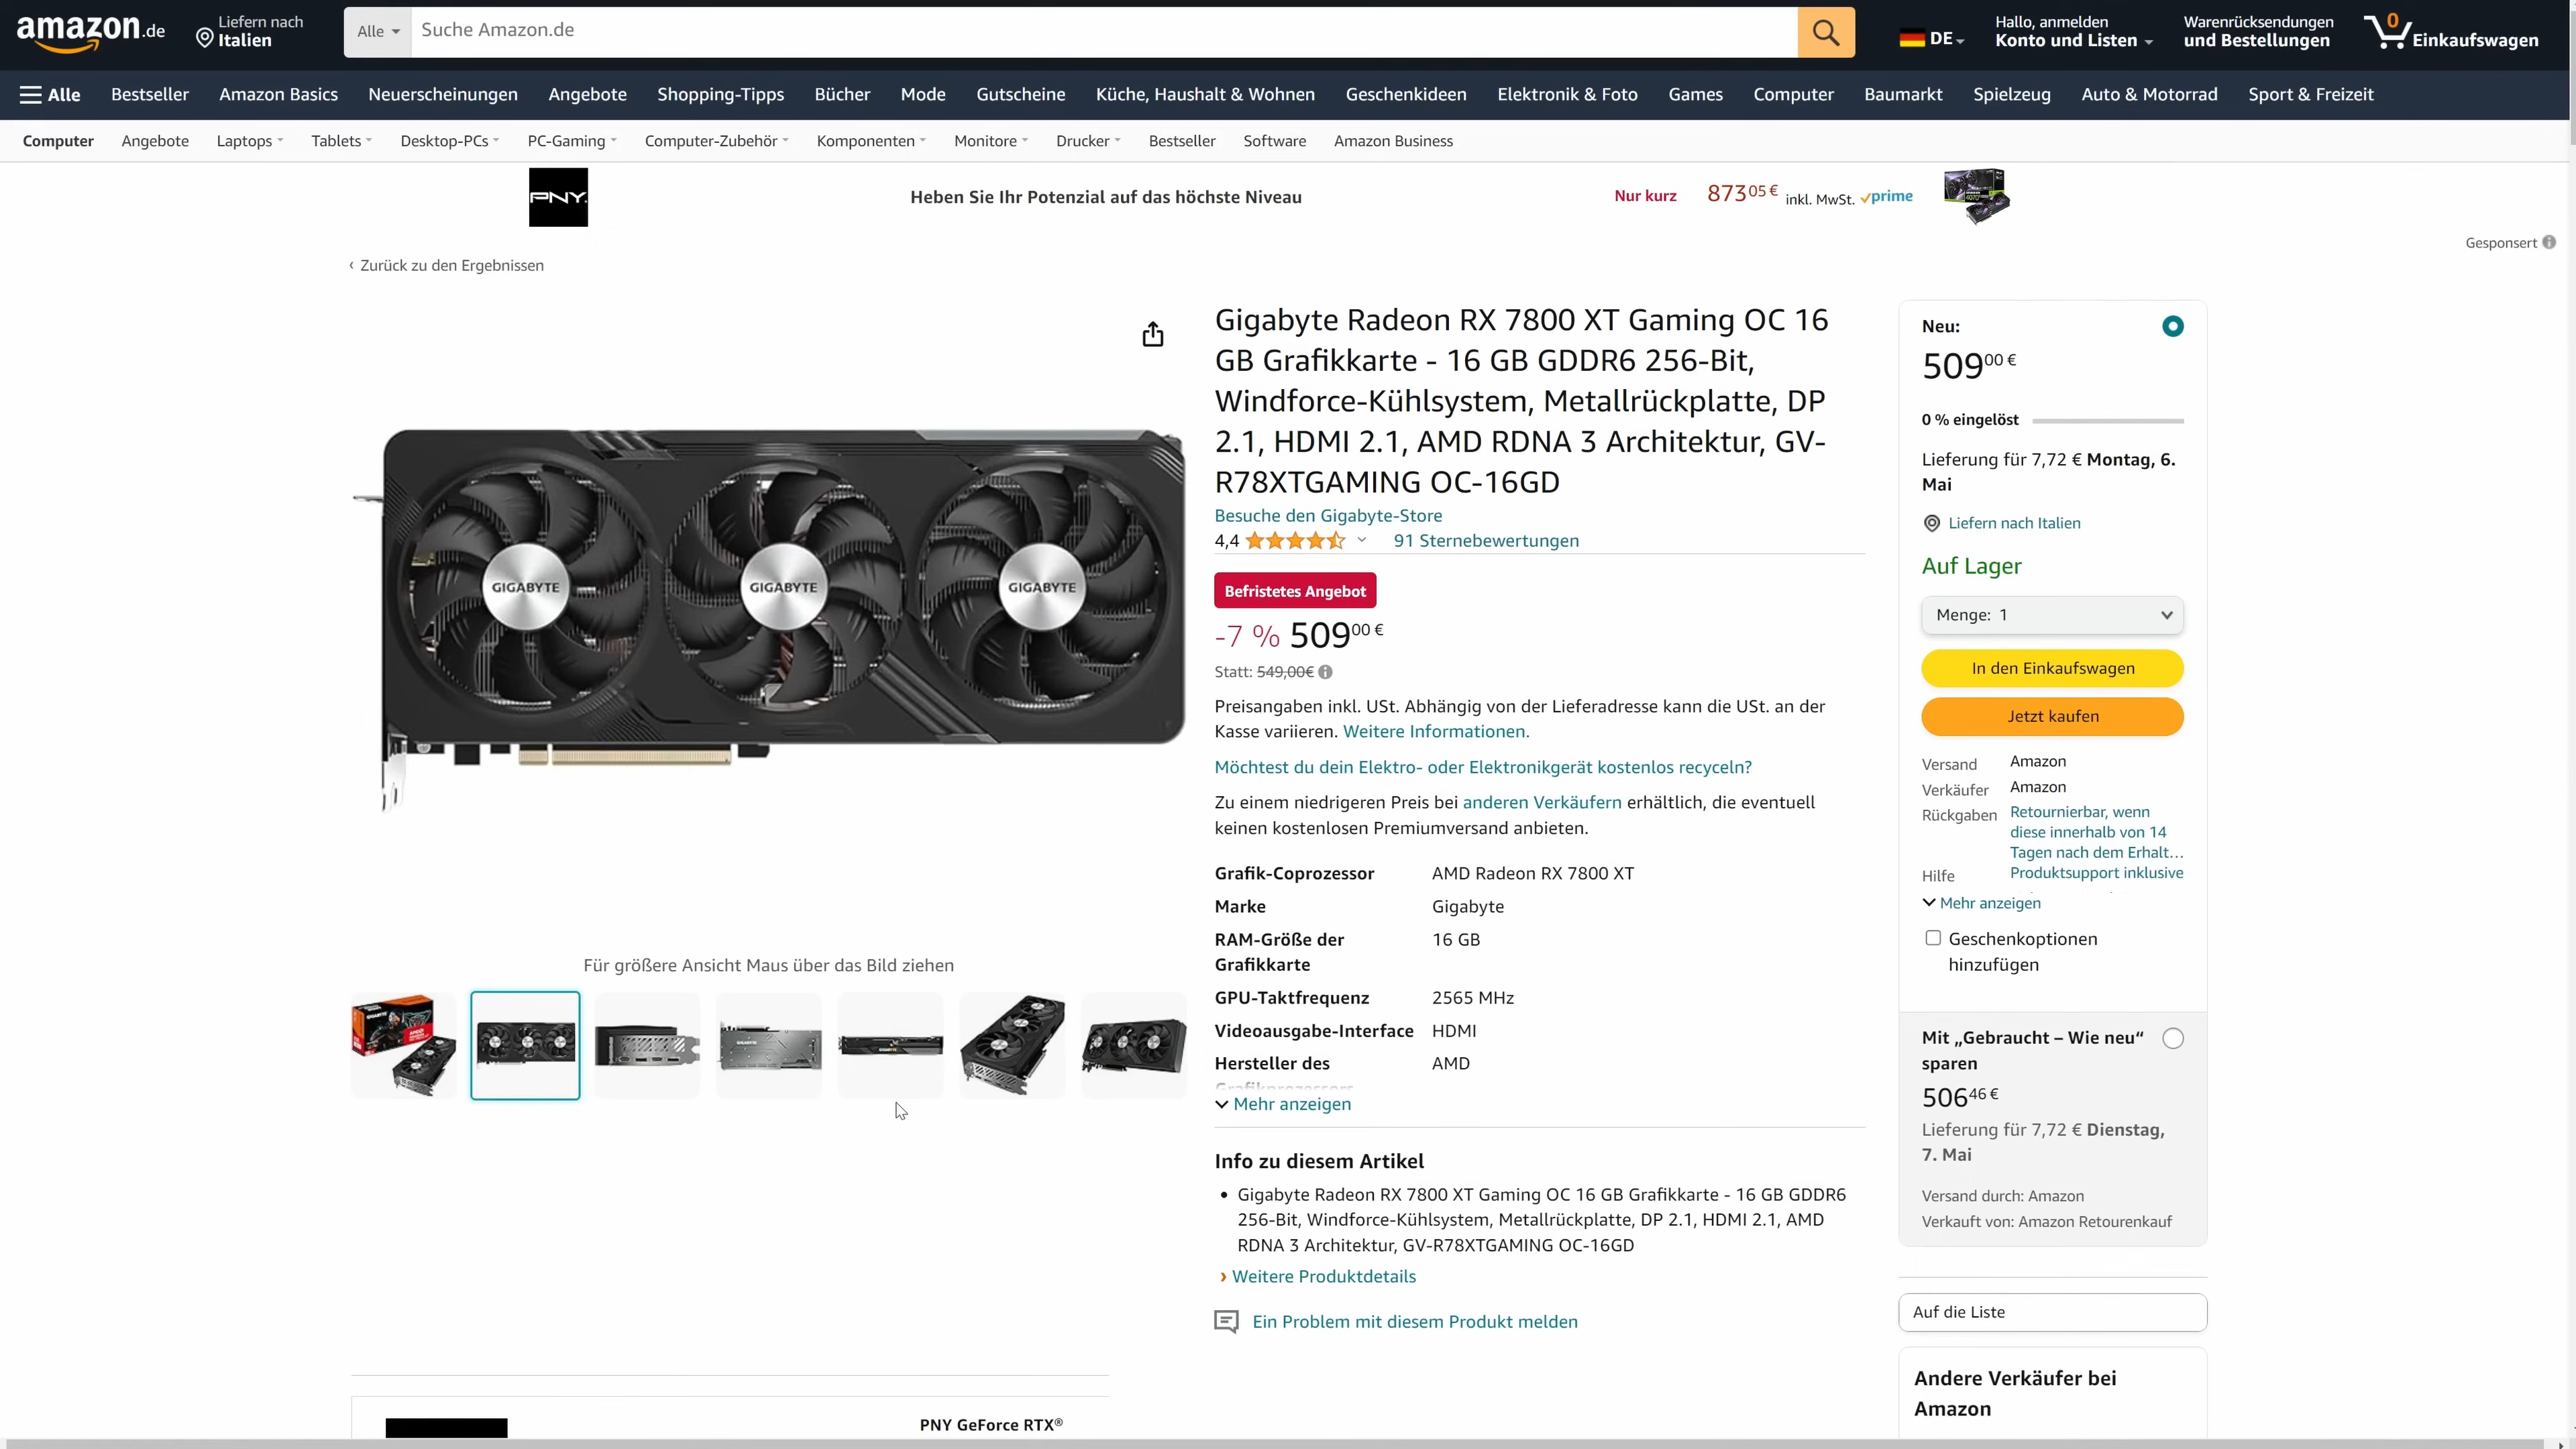 amazon.de
Liefern nach
Italien
Alle
Suche Amazon.de
DE
Hallo, anmelden
Konto und Listen
Warenrücksendungen
und Bestellungen
0
Einkaufswagen
Alle
Bestseller
Amazon Basics
Neuerscheinungen
Angebote
Shopping-Tipps
Bücher
Mode
Gutscheine
Küche, Haushalt & Wohnen
Geschenkideen
Elektronik & Foto
Games
Computer
Baumarkt
Spielzeug
Auto & Motorrad
Sport & Freizeit
Computer
Angebote
Laptops
Tablets
Desktop-PCs
PC-Gaming
Computer-Zubehör
Komponenten
Monitore
Drucker
Bestseller
Software
Amazon Business
PNY
Heben Sie Ihr Potenzial auf das höchste Niveau
Nur kurz
873 05 € inkl. MwSt. prime
Gesponsert
‹ Zurück zu den Ergebnissen
GIGABYTE
GIGABYTE
GIGABYTE
Für größere Ansicht Maus über das Bild ziehen
Gigabyte Radeon RX 7800 XT Gaming OC 16
GB Grafikkarte - 16 GB GDDR6 256-Bit,
Windforce-Kühlsystem, Metallrückplatte, DP
2.1, HDMI 2.1, AMD RDNA 3 Architektur, GV-
R78XTGAMING OC-16GD
Besuche den Gigabyte-Store
4,4
91 Sternebewertungen
Befristetes Angebot
-7 % 509 00 €
Statt: 549,00€
Preisangaben inkl. USt. Abhängig von der Lieferadresse kann die USt. an der
Kasse variieren. Weitere Informationen.
Möchtest du dein Elektro- oder Elektronikgerät kostenlos recyceln?
Zu einem niedrigeren Preis bei anderen Verkäufern erhältlich, die eventuell
keinen kostenlosen Premiumversand anbieten.
Grafik-Coprozessor AMD Radeon RX 7800 XT
Marke Gigabyte
RAM-Größe der 16 GB
Grafikkarte
GPU-Taktfrequenz 2565 MHz
Videoausgabe-Interface HDMI
Hersteller des AMD
Grafikprozessors
Mehr anzeigen
Info zu diesem Artikel
• Gigabyte Radeon RX 7800 XT Gaming OC 16 GB Grafikkarte - 16 GB GDDR6
256-Bit, Windforce-Kühlsystem, Metallrückplatte, DP 2.1, HDMI 2.1, AMD
RDNA 3 Architektur, GV-R78XTGAMING OC-16GD
› Weitere Produktdetails
Ein Problem mit diesem Produkt melden
Neu:
509 00 €
0 % eingelöst
Lieferung für 7,72 € Montag, 6.
Mai
Liefern nach Italien
Auf Lager
Menge: 1
In den Einkaufswagen
Jetzt kaufen
Versand Amazon
Verkäufer Amazon
Rückgaben Retournierbar, wenn
diese innerhalb von 14
Tagen nach dem Erhalt…
Hilfe Produktsupport inklusive
Mehr anzeigen
Geschenkoptionen
hinzufügen
Mit „Gebraucht – Wie neu“
sparen
506 46 €
Lieferung für 7,72 € Dienstag,
7. Mai
Versand durch: Amazon
Verkauft von: Amazon Retourenkauf
Auf die Liste
Andere Verkäufer bei
Amazon
PNY GeForce RTX®